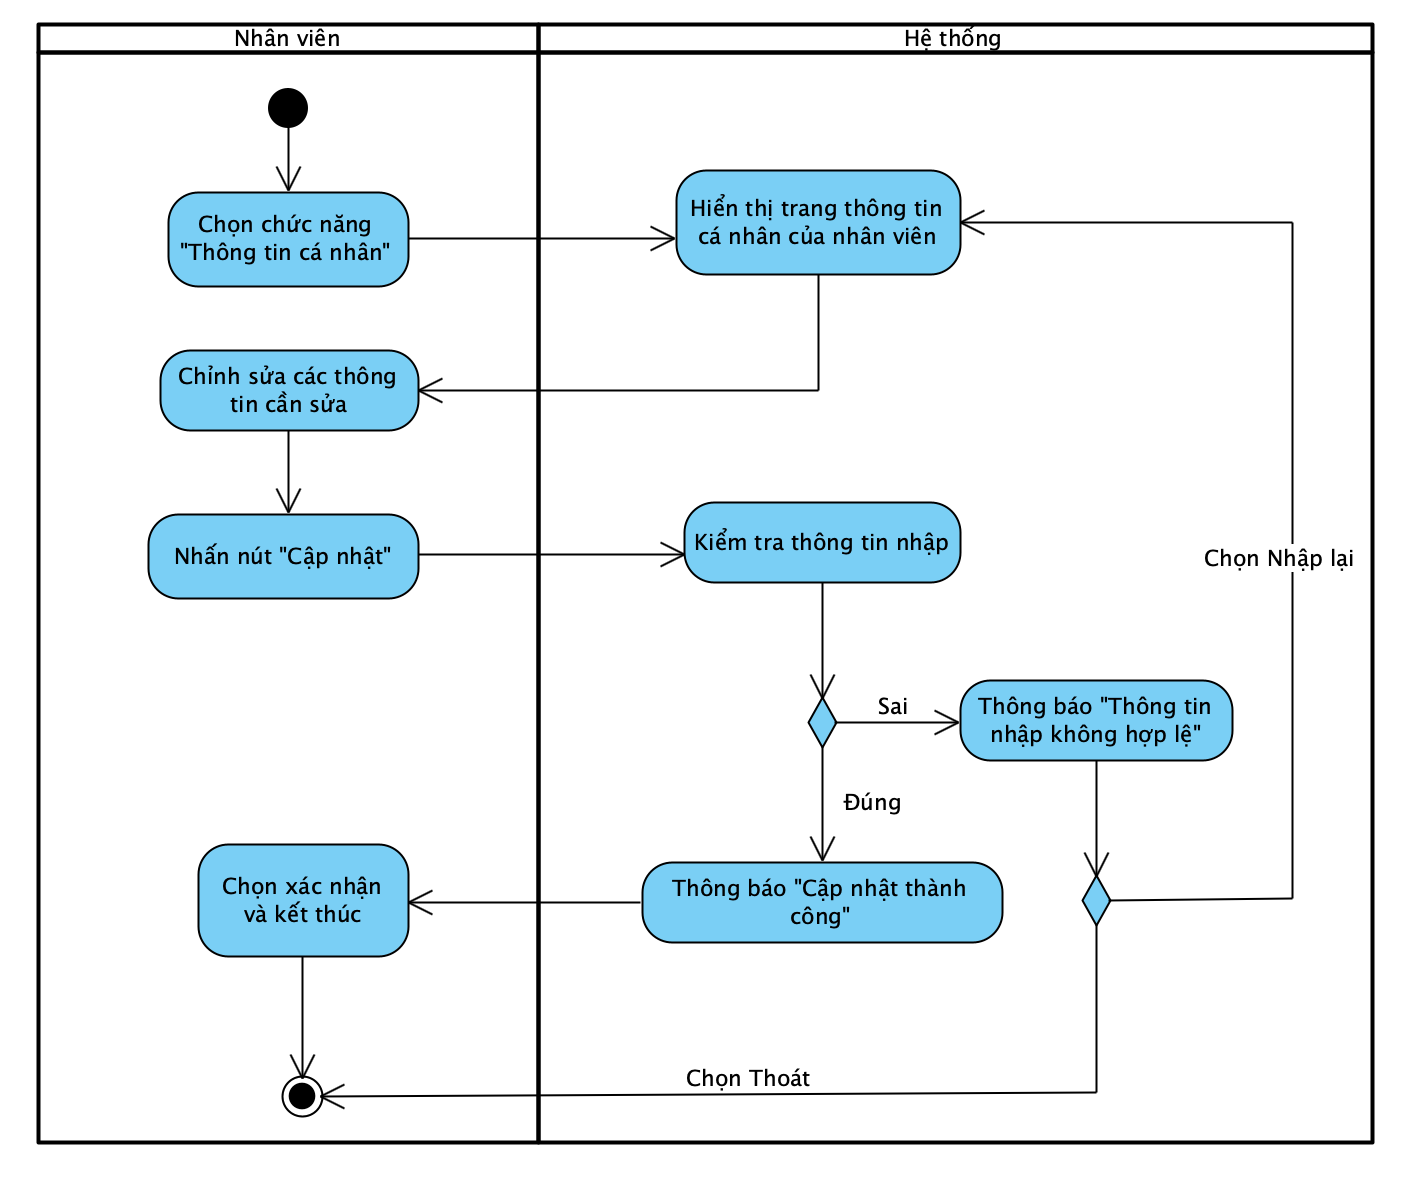 Nhân viên
Hệ thống
Chọn chức năng
"Thông tin cá nhân"
Hiển thị trang thông tin
cá nhân của nhân viên
Chỉnh sửa các thông
tin cần sửa
Nhấn nút "Cập nhật"
Kiểm tra thông tin nhập
Chọn Nhập lại
Sai
Thông báo "Thông tin
nhập không hợp lệ"
Đúng
Chọn xác nhận
và kết thúc
Thông báo "Cập nhật thành
công"
Chọn Thoát